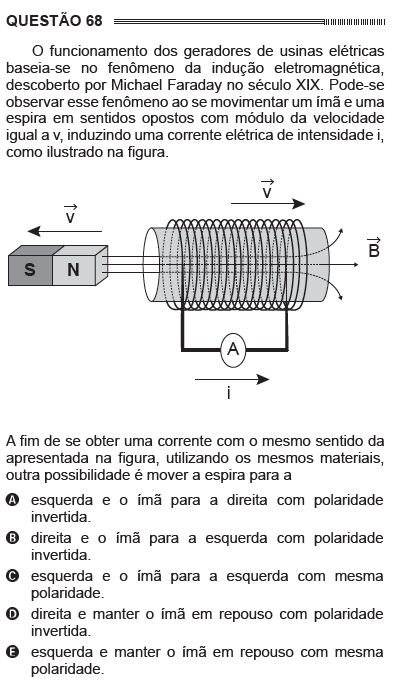 QUESTÃO 68
O funcionamento dos geradores de usinas elétricas
baseia-se no fenômeno da indução eletromagnética,
descoberto por Michael Faraday no século XIX. Pode-se
observar esse fenômeno ao se movimentar um ímã e uma
espira em sentidos opostos com módulo da velocidade
igual a v, induzindo uma corrente elétrica de intensidade i,
como ilustrado na figura.
v
v
B
S N
A
i
A fim de se obter uma corrente com o mesmo sentido da
apresentada na figura, utilizando os mesmos materiais,
outra possibilidade é mover a espira para a
A esquerda e o ímã para a direita com polaridade
invertida.
B direita e o ímã para a esquerda com polaridade
invertida.
C esquerda e o ímã para a esquerda com mesma
polaridade.
D direita e manter o ímã em repouso com polaridade
invertida.
E esquerda e manter o ímã em repouso com mesma
polaridade.